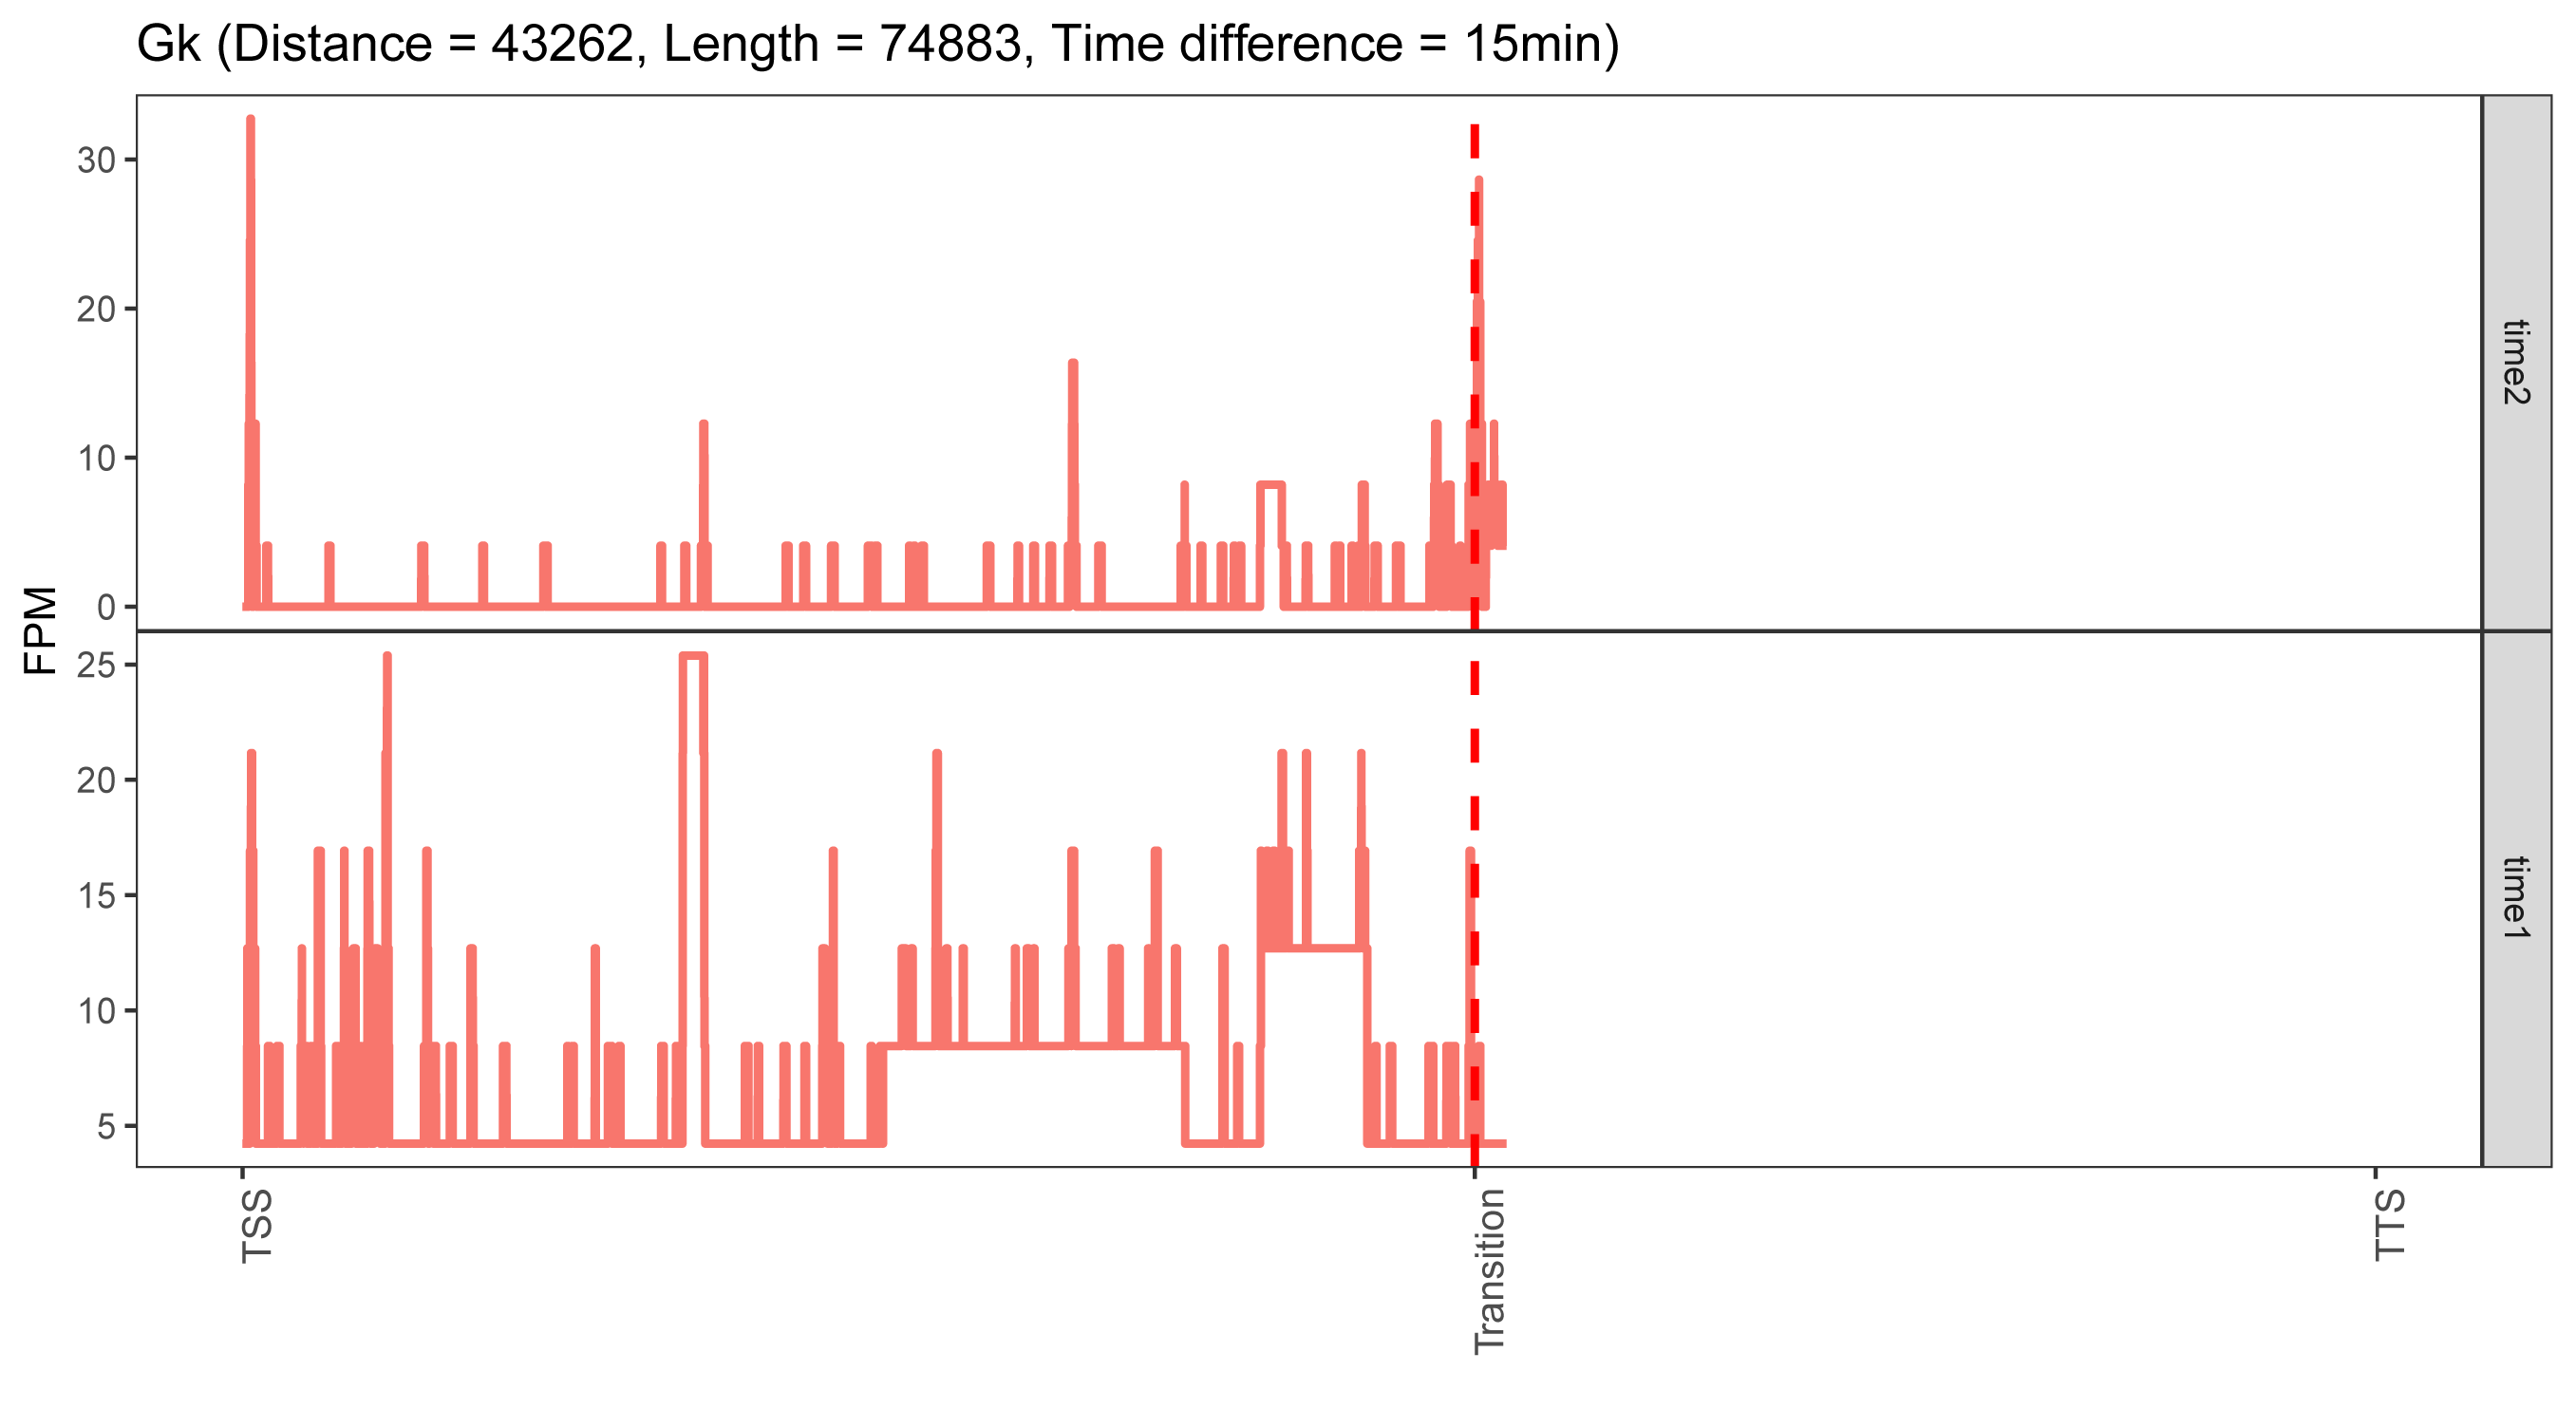 Gk (Distance = 43262, Length = 74883, Time difference = 15min)
30
20
10
0
time2
FPM
25
20
15
10
5
time1
TSS
Transition
TTS